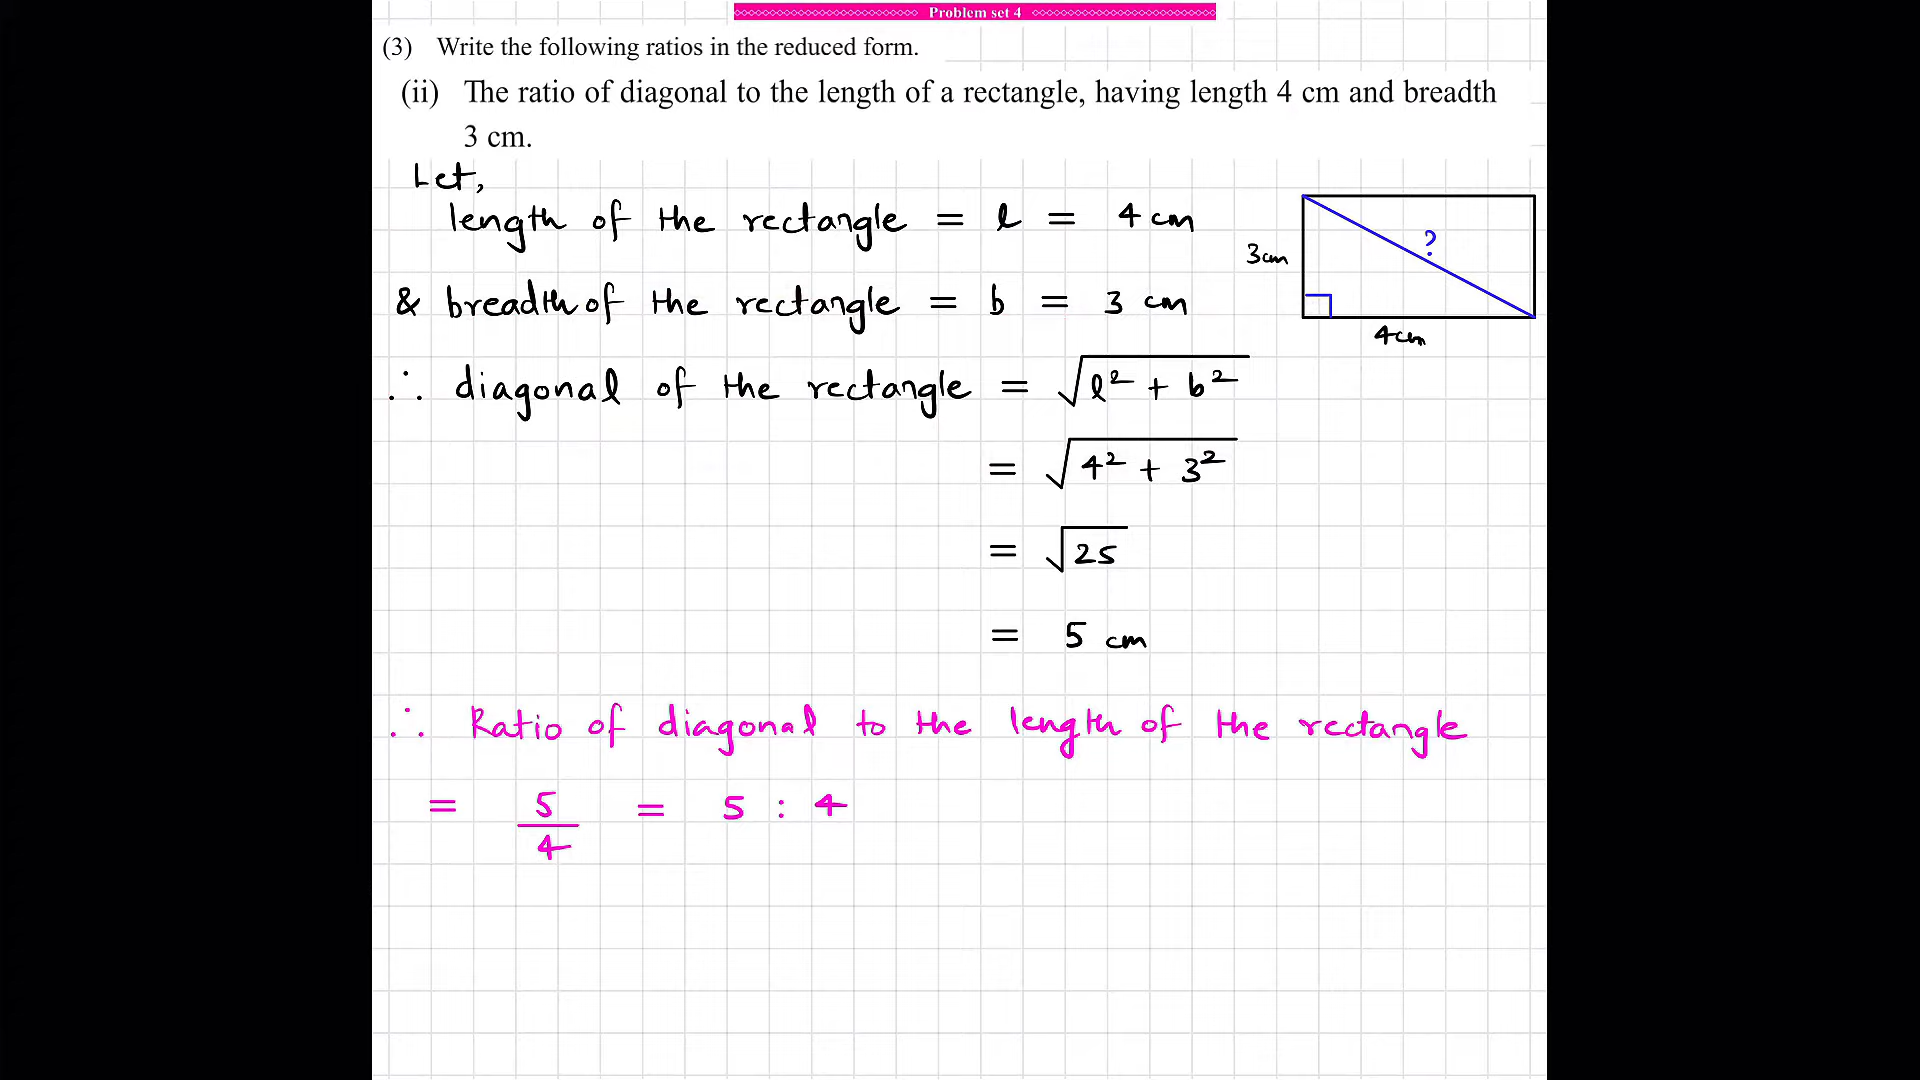 Problem set 4
(3) Write the following ratios in the reduced form.
(ii) The ratio of diagonal to the length of a rectangle, having length 4 cm and breadth
3 cm.
Let,
length of the rectangle = l = 4 cm
& breadth of the rectangle = b = 3 cm
3cm
?
4cm
∴ diagonal of the rectangle = √(l² + b²)
= √(4² + 3²)
= √25
= 5 cm
∴ Ratio of diagonal to the length of the rectangle
= 5/4 = 5 : 4